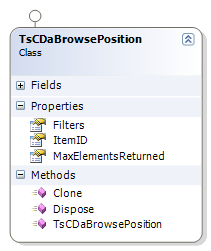 TsCDaBrowsePosition
Class
Fields
Properties
Filters
ItemID
MaxElementsReturned
Methods
Clone
Dispose
TsCDaBrowsePosition